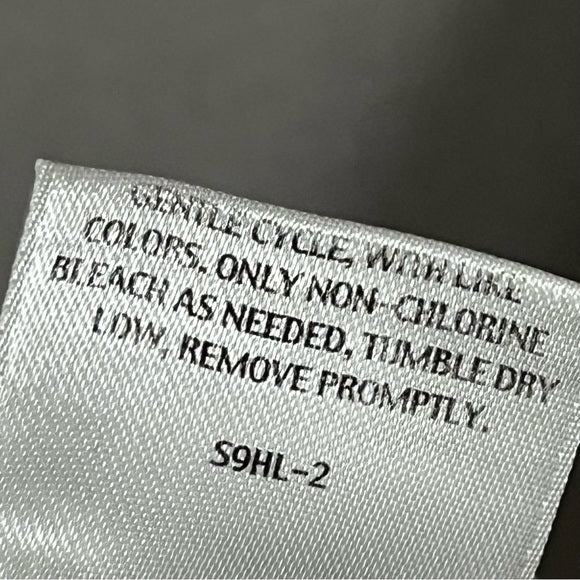 GENTLE CYCLE, WITH LIKE
COLORS. ONLY NON-CHLORINE
BLEACH AS NEEDED, TUMBLE DRY
LOW, REMOVE PROMPTLY.
S9HL-2